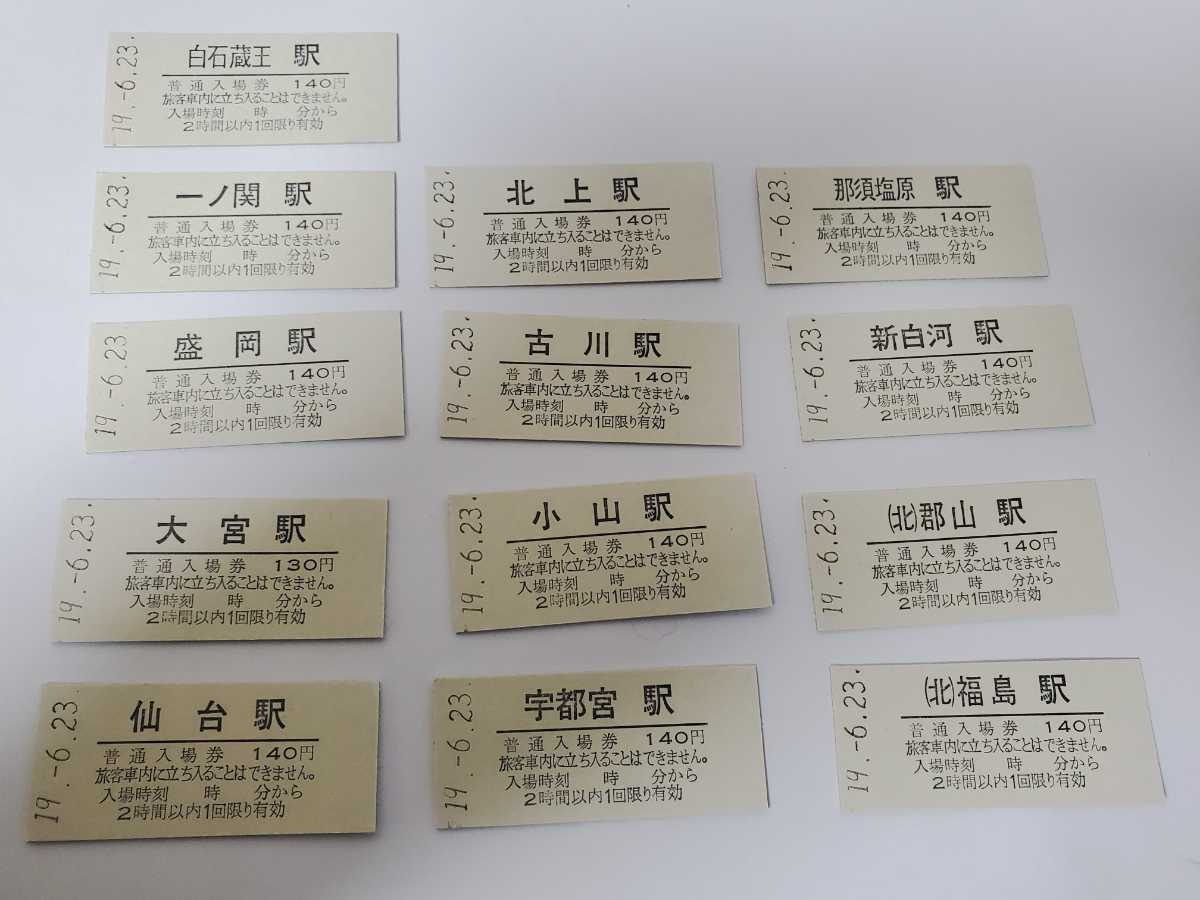 19.-6.23.
白石蔵王 駅
普通入場券 140円
旅客車内に立ち入ることはできません。
入場時刻 時 分から
2時間以内1回限り有効
19.-6.23.
一ノ関 駅
普通入場券 140円
旅客車内に立ち入ることはできません。
入場時刻 時 分から
2時間以内1回限り有効
19.-6.23.
北上駅
普通入場券 140円
旅客車内に立ち入ることはできません。
入場時刻 時 分から
2時間以内1回限り有効
19.-6.23.
那須塩原 駅
普通入場券 140円
旅客車内に立ち入ることはできません。
入場時刻 時 分から
2時間以内1回限り有効
19.-6.23
盛岡駅
普通入場券 140円
旅客車内に立ち入ることはできません。
入場時刻 時 分から
2時間以内1回限り有効
19.-6.23.
古川駅
普通入場券 140円
旅客車内に立ち入ることはできません。
入場時刻 時 分から
2時間以内1回限り有効
19.-6.23.
新白河 駅
普通入場券 140円
旅客車内に立ち入ることはできません。
入場時刻 時 分から
2時間以内1回限り有効
19.-6.23.
大宮駅
普通入場券 130円
旅客車内に立ち入ることはできません。
入場時刻 時 分から
2時間以内1回限り有効
19.-6.23.
小山駅
普通入場券 140円
旅客車内に立ち入ることはできません。
入場時刻 時 分から
2時間以内1回限り有効
19.-6.23.
(北)郡山 駅
普通入場券 140円
旅客車内に立ち入ることはできません。
入場時刻 時 分から
2時間以内1回限り有効
19.-6.23
仙台駅
普通入場券 140円
旅客車内に立ち入ることはできません。
入場時刻 時 分から
2時間以内1回限り有効
19.-6.23.
宇都宮 駅
普通入場券 140円
旅客車内に立ち入ることはできません。
入場時刻 時 分から
2時間以内1回限り有効
19.-6.23.
(北)福島 駅
普通入場券 140円
旅客車内に立ち入ることはできません。
入場時刻 時 分から
2時間以内1回限り有効